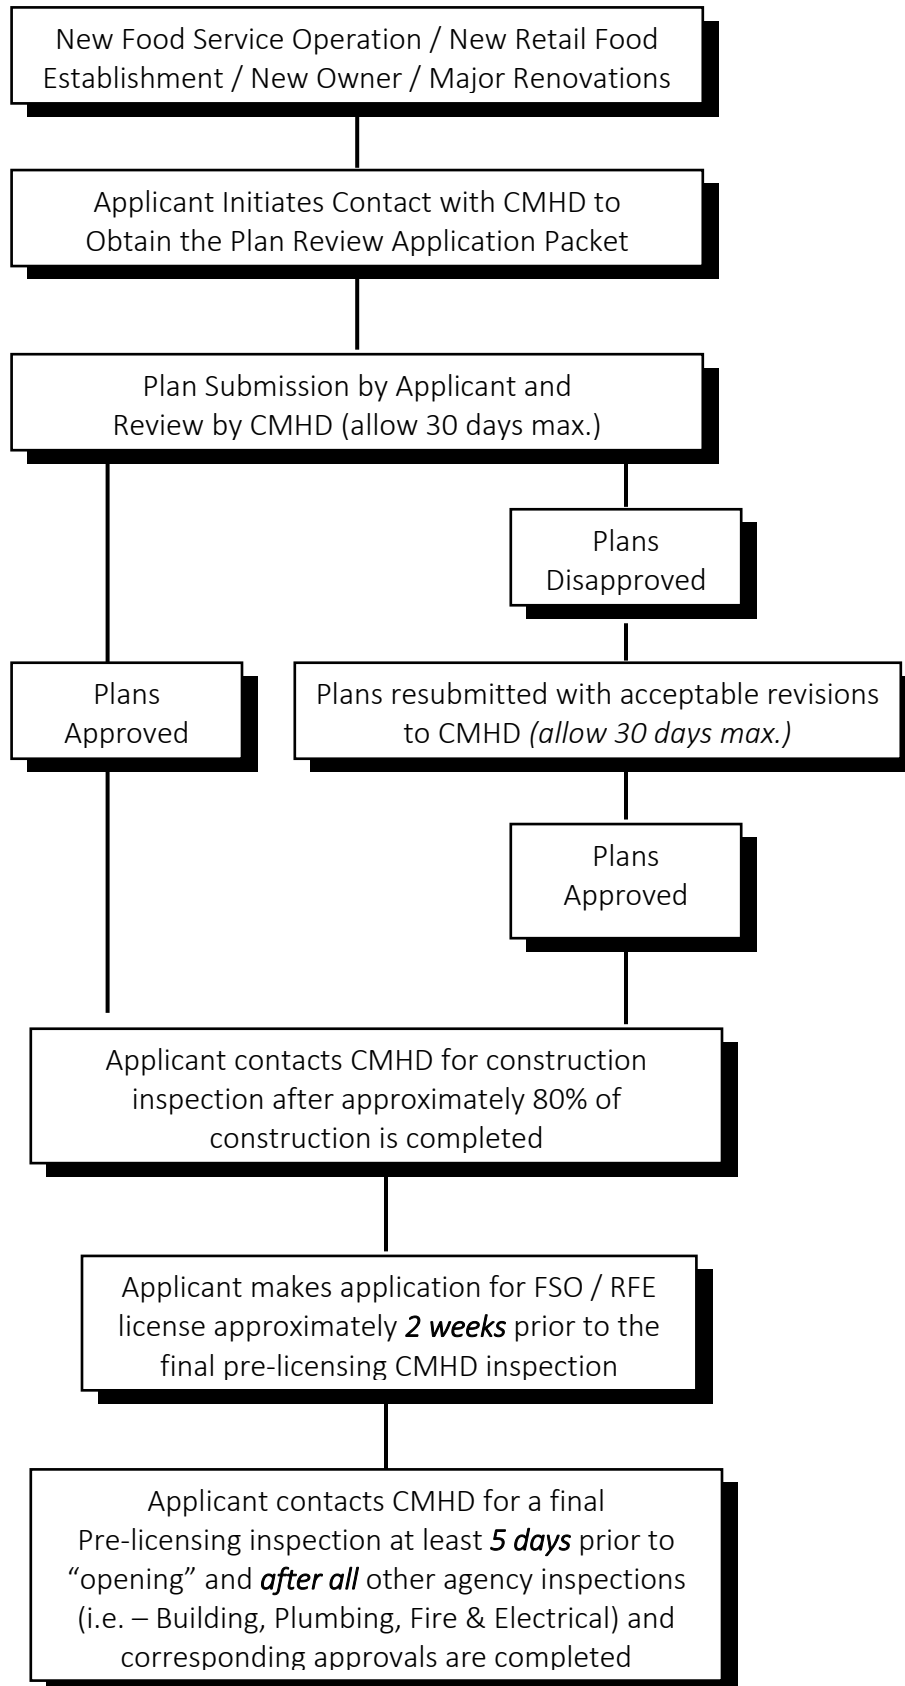 New Food Service Operation / New Retail Food
Establishment / New Owner / Major Renovations
Applicant Initiates Contact with CMHD to
Obtain the Plan Review Application Packet
Plan Submission by Applicant and
Review by CMHD (allow 30 days max.)
Plans
Disapproved
Plans
Approved
Plans resubmitted with acceptable revisions
to CMHD (allow 30 days max.)
Plans
Approved
Applicant contacts CMHD for construction
inspection after approximately 80% of
construction is completed
Applicant makes application for FSO / RFE
license approximately 2 weeks prior to the
final pre-licensing CMHD inspection
Applicant contacts CMHD for a final
Pre-licensing inspection at least 5 days prior to
“opening” and after all other agency inspections
(i.e. – Building, Plumbing, Fire & Electrical) and
corresponding approvals are completed